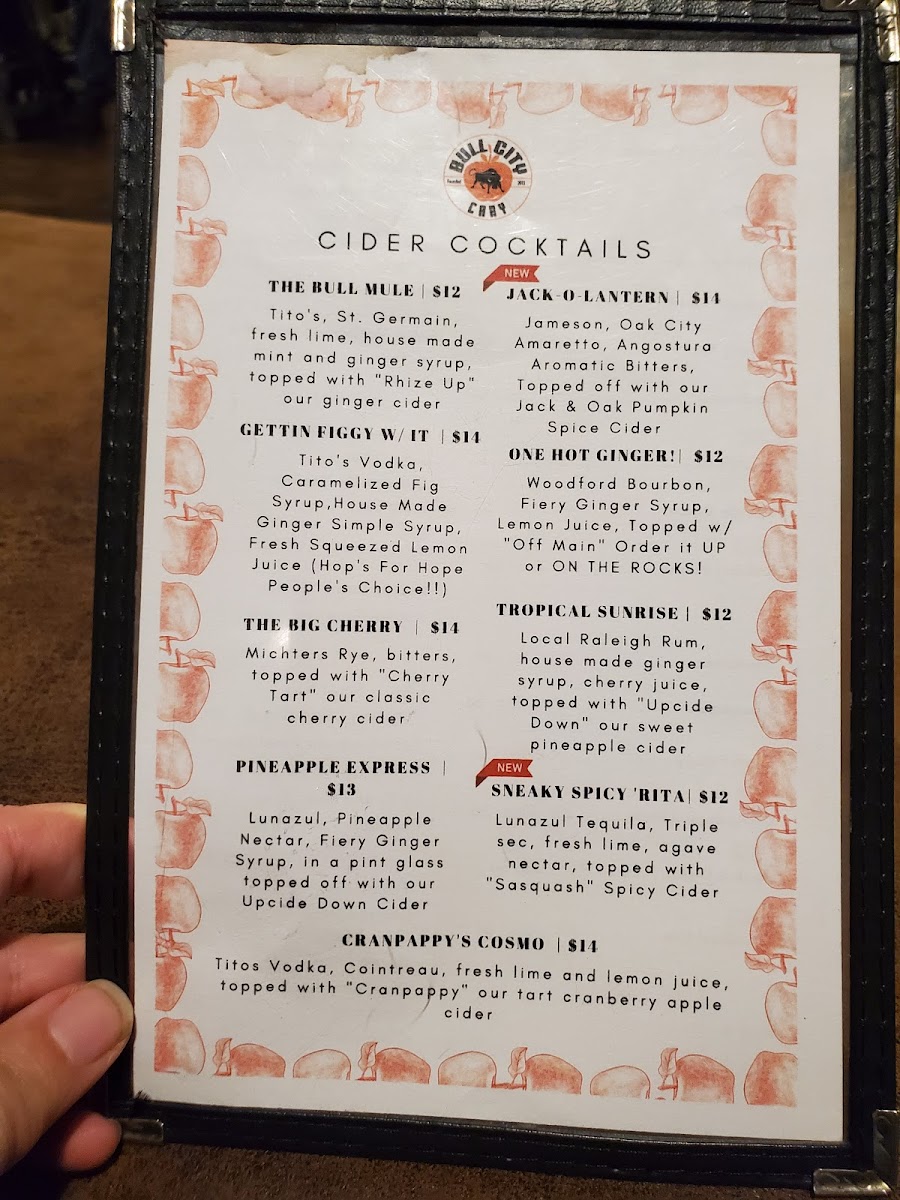 BULL CITY
CARY
CIDER COCKTAILS
THE BULL MULE | $12
Tito's, St. Germain,
fresh lime, house made
mint and ginger syrup,
topped with "Rhize Up"
our ginger cider
GETTIN FIGGY W/ IT | $14
Tito's Vodka,
Caramelized Fig
Syrup,House Made
Ginger Simple Syrup,
Fresh Squeezed Lemon
Juice (Hop's For Hope
People's Choice!!)
THE BIG CHERRY | $14
Michters Rye, bitters,
topped with "Cherry
Tart" our classic
cherry cider
PINEAPPLE EXPRESS |
$13
Lunazul, Pineapple
Nectar, Fiery Ginger
Syrup, in a pint glass
topped off with our
Upcide Down Cider
NEW
JACK-O-LANTERN | $14
Jameson, Oak City
Amaretto, Angostura
Aromatic Bitters,
Topped off with our
Jack & Oak Pumpkin
Spice Cider
ONE HOT GINGER!| $12
Woodford Bourbon,
Fiery Ginger Syrup,
Lemon Juice, Topped w/
"Off Main" Order it UP
or ON THE ROCKS!
TROPICAL SUNRISE | $12
Local Raleigh Rum,
house made ginger
syrup, cherry juice,
topped with "Upcide
Down" our sweet
pineapple cider
NEW
SNEAKY SPICY 'RITA| $12
Lunazul Tequila, Triple
sec, fresh lime, agave
nectar, topped with
"Sasquash" Spicy Cider
CRANPAPPY'S COSMO | $14
Titos Vodka, Cointreau, fresh lime and lemon juice,
topped with "Cranpappy" our tart cranberry apple
cider